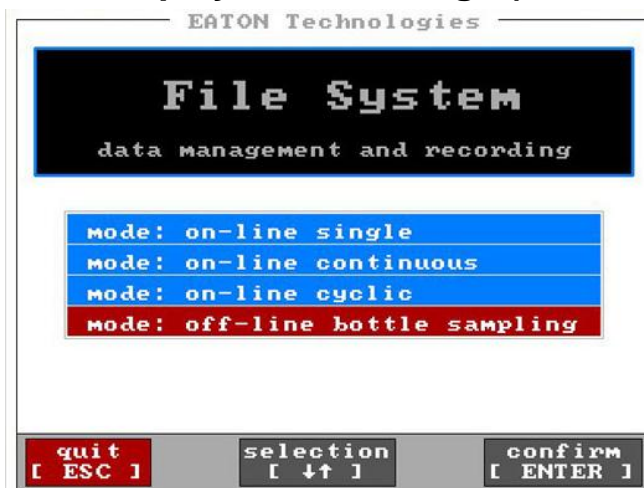 EATON Technologies
File System
data management and recording
mode: on-line single
mode: on-line continuous
mode: on-line cyclic
mode: off-line bottle sampling
quit
[ ESC ]
selection
[ ↓↑ ]
confirm
[ ENTER ]